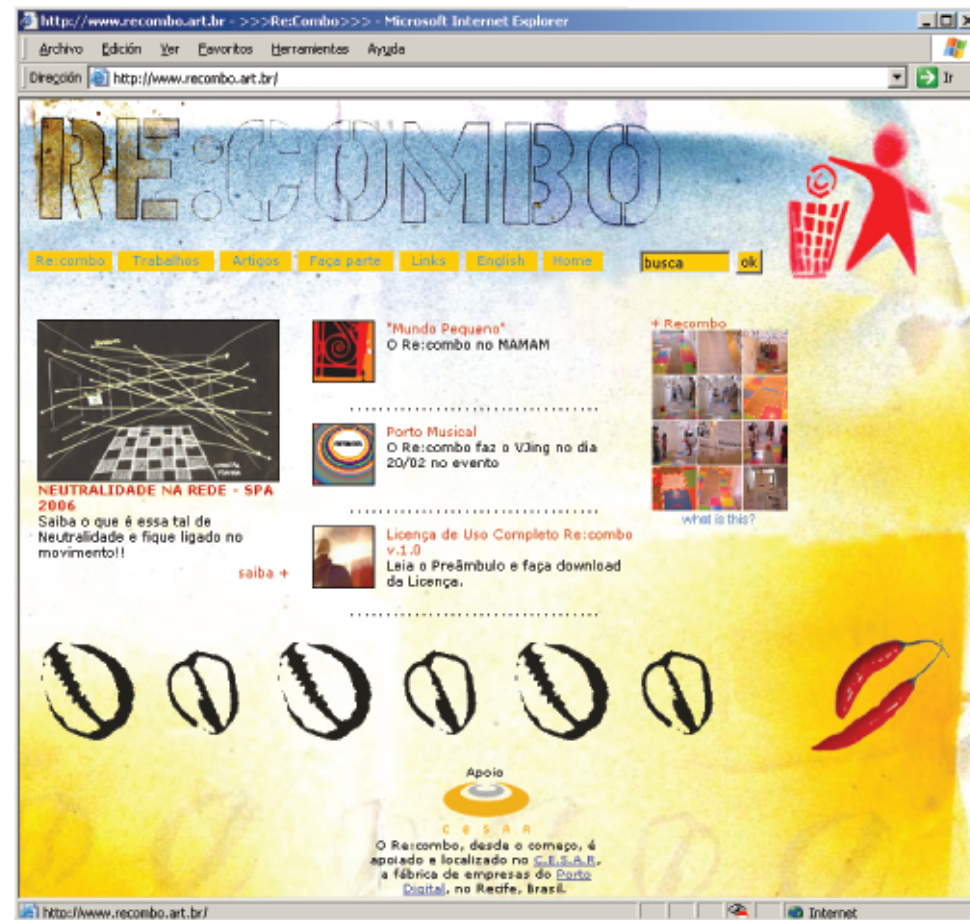 http://www.recombo.art.br - >>>Re:Combo>>> - Microsoft Internet Explorer
Archivo Edición Ver Favoritos Herramientas Ayuda
Dirección http://www.recombo.art.br/ Ir
RE:COMBO
Re:combo Trabalhos Artigos Faça parte Links English Home busca ok
NEUTRALIDADE NA REDE - SPA
2006
Saiba o que é essa tal de
Neutralidade e fique ligado no
movimento!!
saiba +
"Mundo Pequeno"
O Re:combo no MAMAM
Porto Musical
O Re:combo faz o VJing no dia
20/02 no evento
Licença de Uso Completo Re:combo
v.1.0
Leia o Preâmbulo e faça download
da Licença.
+ Recombo
what is this?
Apoio
C.E.S.A.R
O Re:combo, desde o começo, é
apoiado e localizado no C.E.S.A.R,
a fábrica de empresas do Porto
Digital, no Recife, Brasil.
http://www.recombo.art.br/ Internet